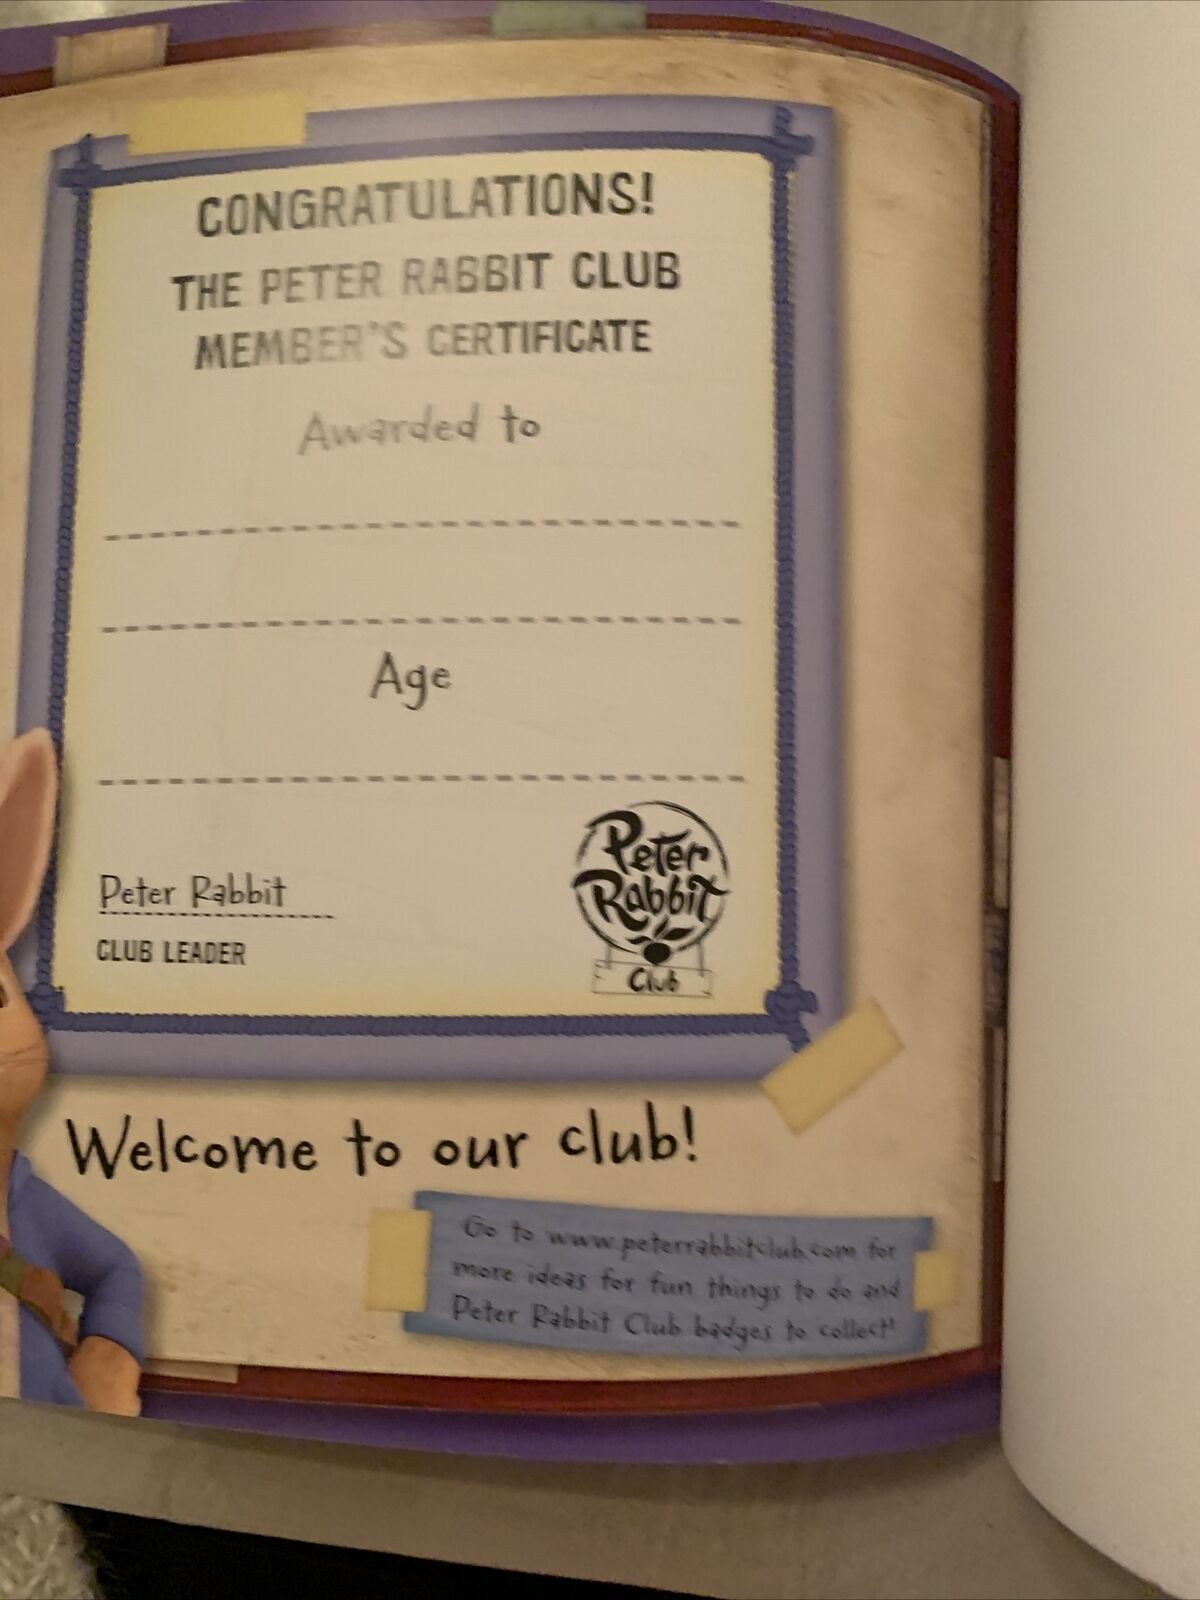 CONGRATULATIONS!
THE PETER RABBIT CLUB
MEMBER'S CERTIFICATE
Awarded to
Age
Peter Rabbit
CLUB LEADER
Peter
Rabbit
Club
Welcome to our club!
Go to www.peterrabbitclub.com for
more ideas for fun things to do and
Peter Rabbit Club badges to collect!